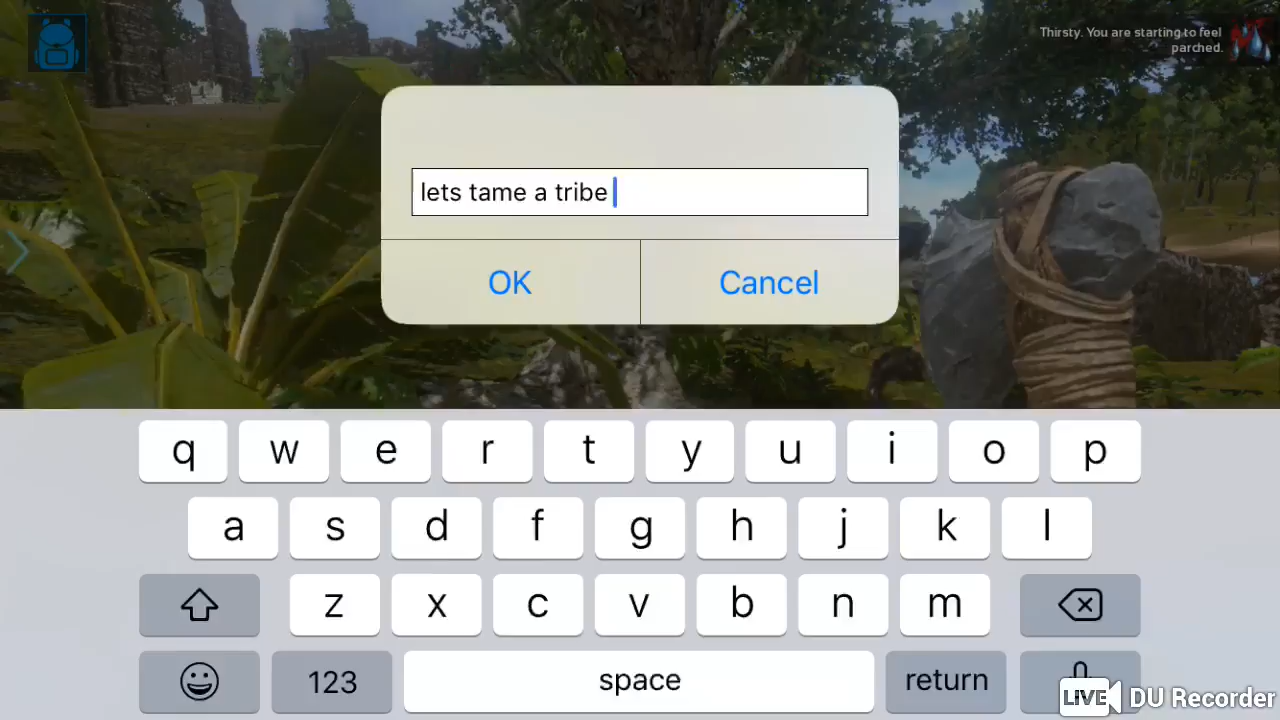 Thirsty. You are starting to feel
parched.
lets tame a tribe
OK Cancel
q w e r t y u i o p
a s d f g h j k l
z x c v b n m
123 space return
LIVE DU Recorder